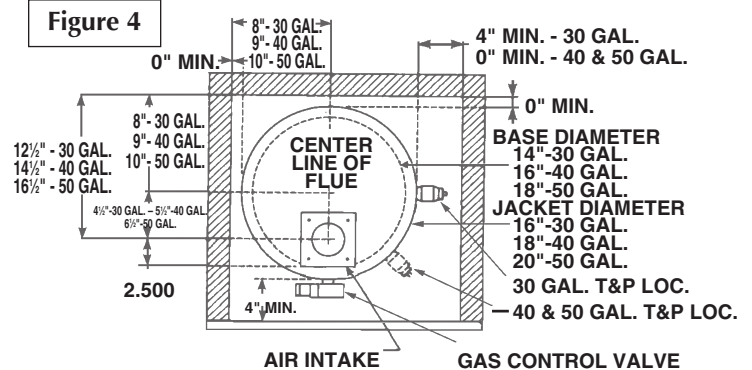 Figure 4
8"- 30 GAL.
9"- 40 GAL.
10"- 50 GAL.
0" MIN.
4" MIN. - 30 GAL.
0" MIN. - 40 & 50 GAL.
0" MIN.
8"- 30 GAL.
9"- 40 GAL.
10"- 50 GAL.
12½" - 30 GAL.
14½" - 40 GAL.
16½" - 50 GAL.
4½"-30 GAL. – 5½"-40 GAL.
6½"-50 GAL.
2.500
CENTER
LINE OF
FLUE
BASE DIAMETER
14"-30 GAL.
16"-40 GAL.
18"-50 GAL.
JACKET DIAMETER
16"-30 GAL.
18"-40 GAL.
20"-50 GAL.
30 GAL. T&P LOC.
40 & 50 GAL. T&P LOC.
4" MIN.
AIR INTAKE
GAS CONTROL VALVE